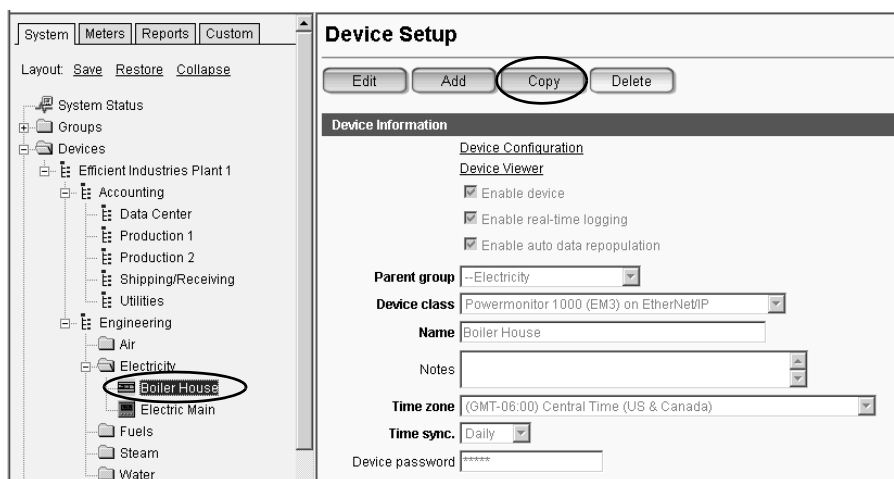 System Meters Reports Custom
Layout: Save Restore Collapse
System Status
Groups
Devices
Efficient Industries Plant 1
Accounting
Data Center
Production 1
Production 2
Shipping/Receiving
Utilities
Engineering
Air
Electricity
Boiler House
Electric Main
Fuels
Steam
Water
Device Setup
Edit Add Copy Delete
Device Information
Device Configuration
Device Viewer
Enable device
Enable real-time logging
Enable auto data repopulation
Parent group --Electricity
Device class Powermonitor 1000 (EM3) on EtherNet/IP
Name Boiler House
Notes
Time zone (GMT-06:00) Central Time (US & Canada)
Time sync. Daily
Device password *****